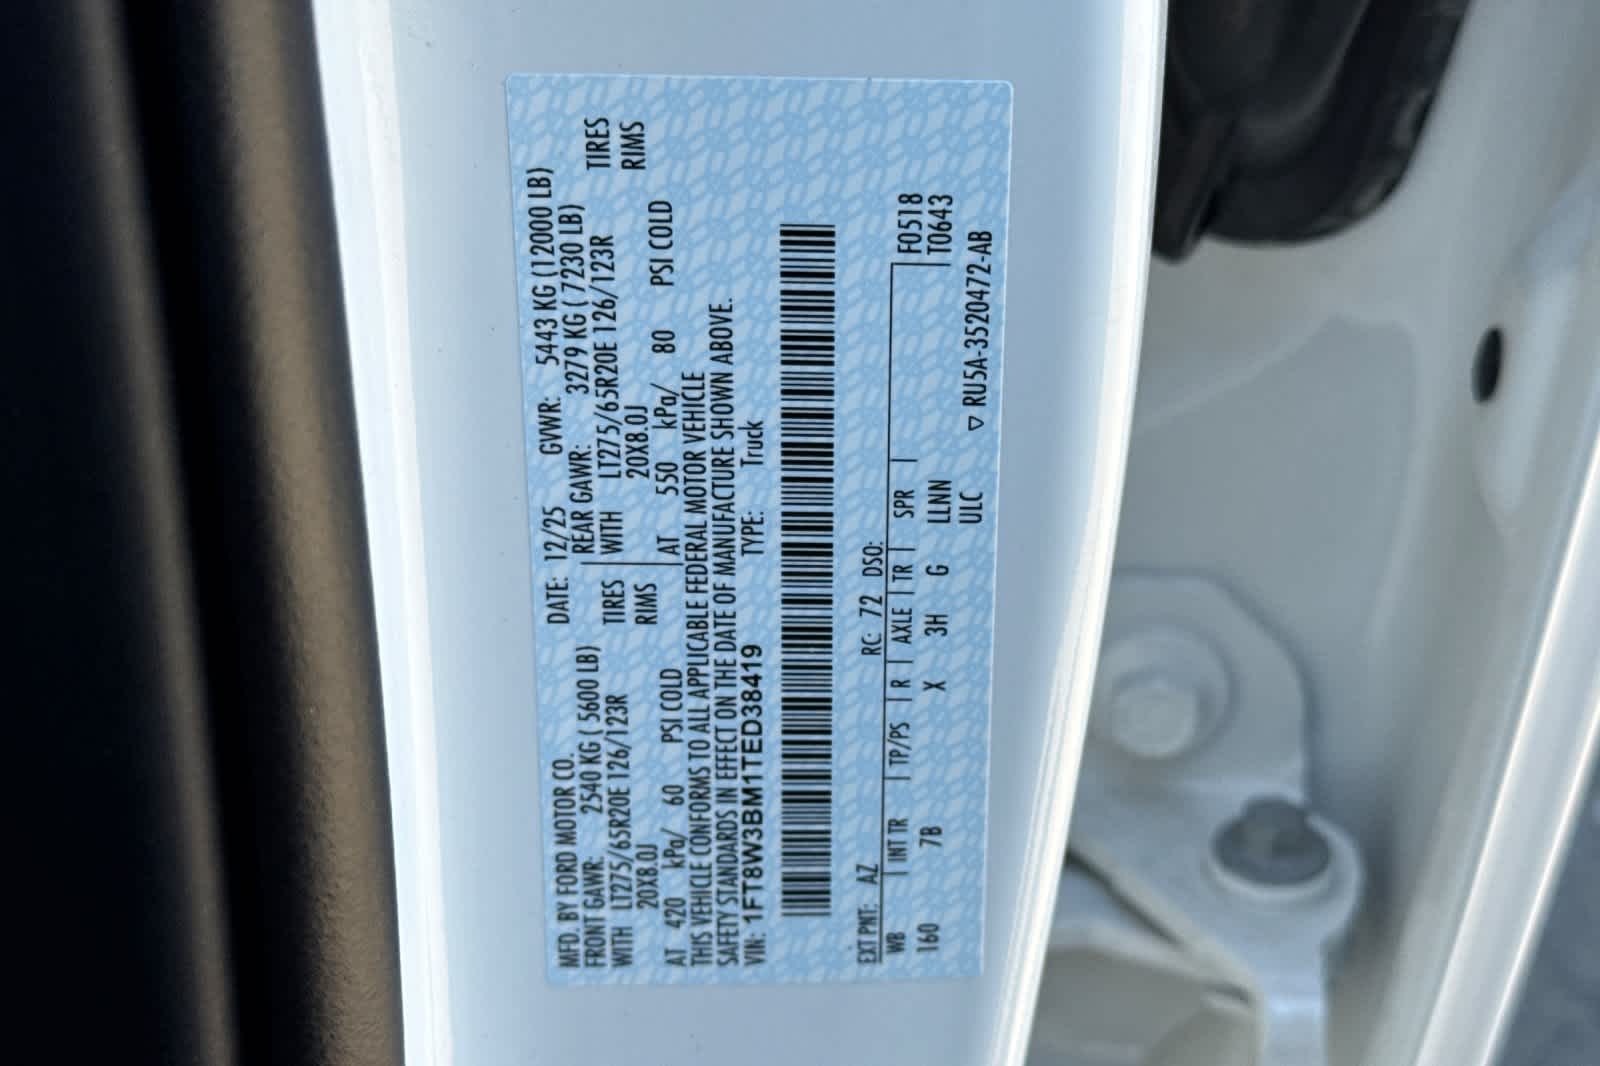 MFD. BY FORD MOTOR CO.
DATE: 12/25 GVWR: 5443 KG (12000 LB)
FRONT GAWR: 2540 KG ( 5600 LB)
REAR GAWR: 3279 KG ( 7230 LB)
WITH LT275/65R20E 126/123R TIRES
WITH LT275/65R20E 126/123R TIRES
20X8.0J RIMS
20X8.0J RIMS
AT 420 kPa/ 60 PSI COLD
AT 550 kPa/ 80 PSI COLD
THIS VEHICLE CONFORMS TO ALL APPLICABLE FEDERAL MOTOR VEHICLE
SAFETY STANDARDS IN EFFECT ON THE DATE OF MANUFACTURE SHOWN ABOVE.
VIN: 1FT8W3BM1TED38419 TYPE: Truck
EXT PNT: AZ RC: 72 DSO:
WB INT TR TP/PS R AXLE TR SPR F0518
160 7B X 3H G LLNN T0643
ULC ▽ RU5A-3520472-AB